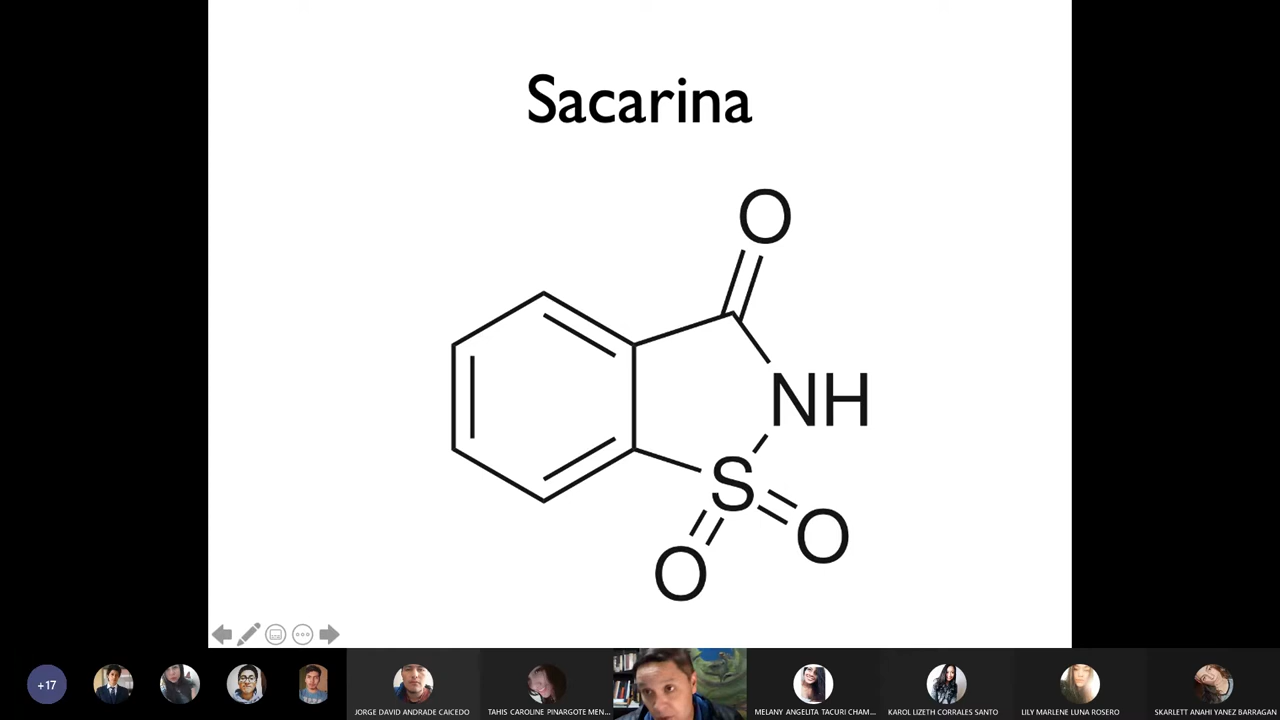 Sacarina
O
NH
S
O
O
+17
JORGE DAVID ANDRADE CAICEDO
TAHIS CAROLINE PINARGOTE MEN...
MELANY ANGELITA TACURI CHAM...
KAROL LIZETH CORRALES SANTO
LILY MARLENE LUNA ROSERO
SKARLETT ANAHI YANEZ BARRAGAN